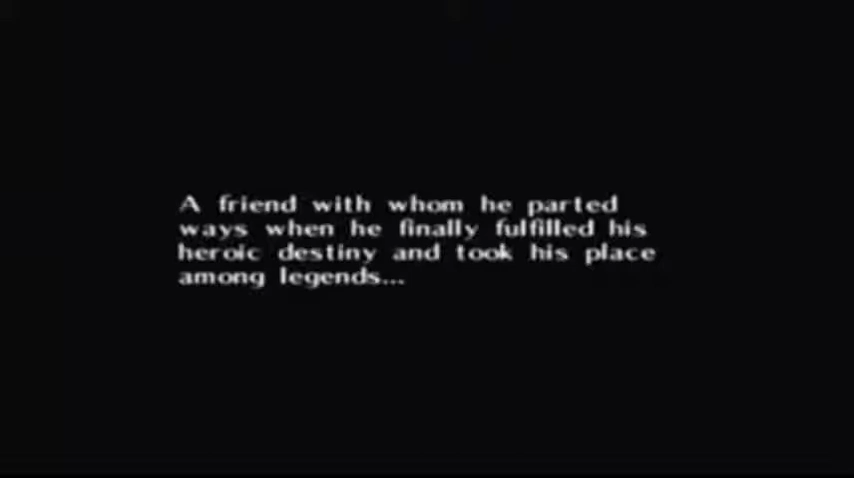 A friend with whom he parted
ways when he finally fulfilled his
heroic destiny and took his place
among legends...